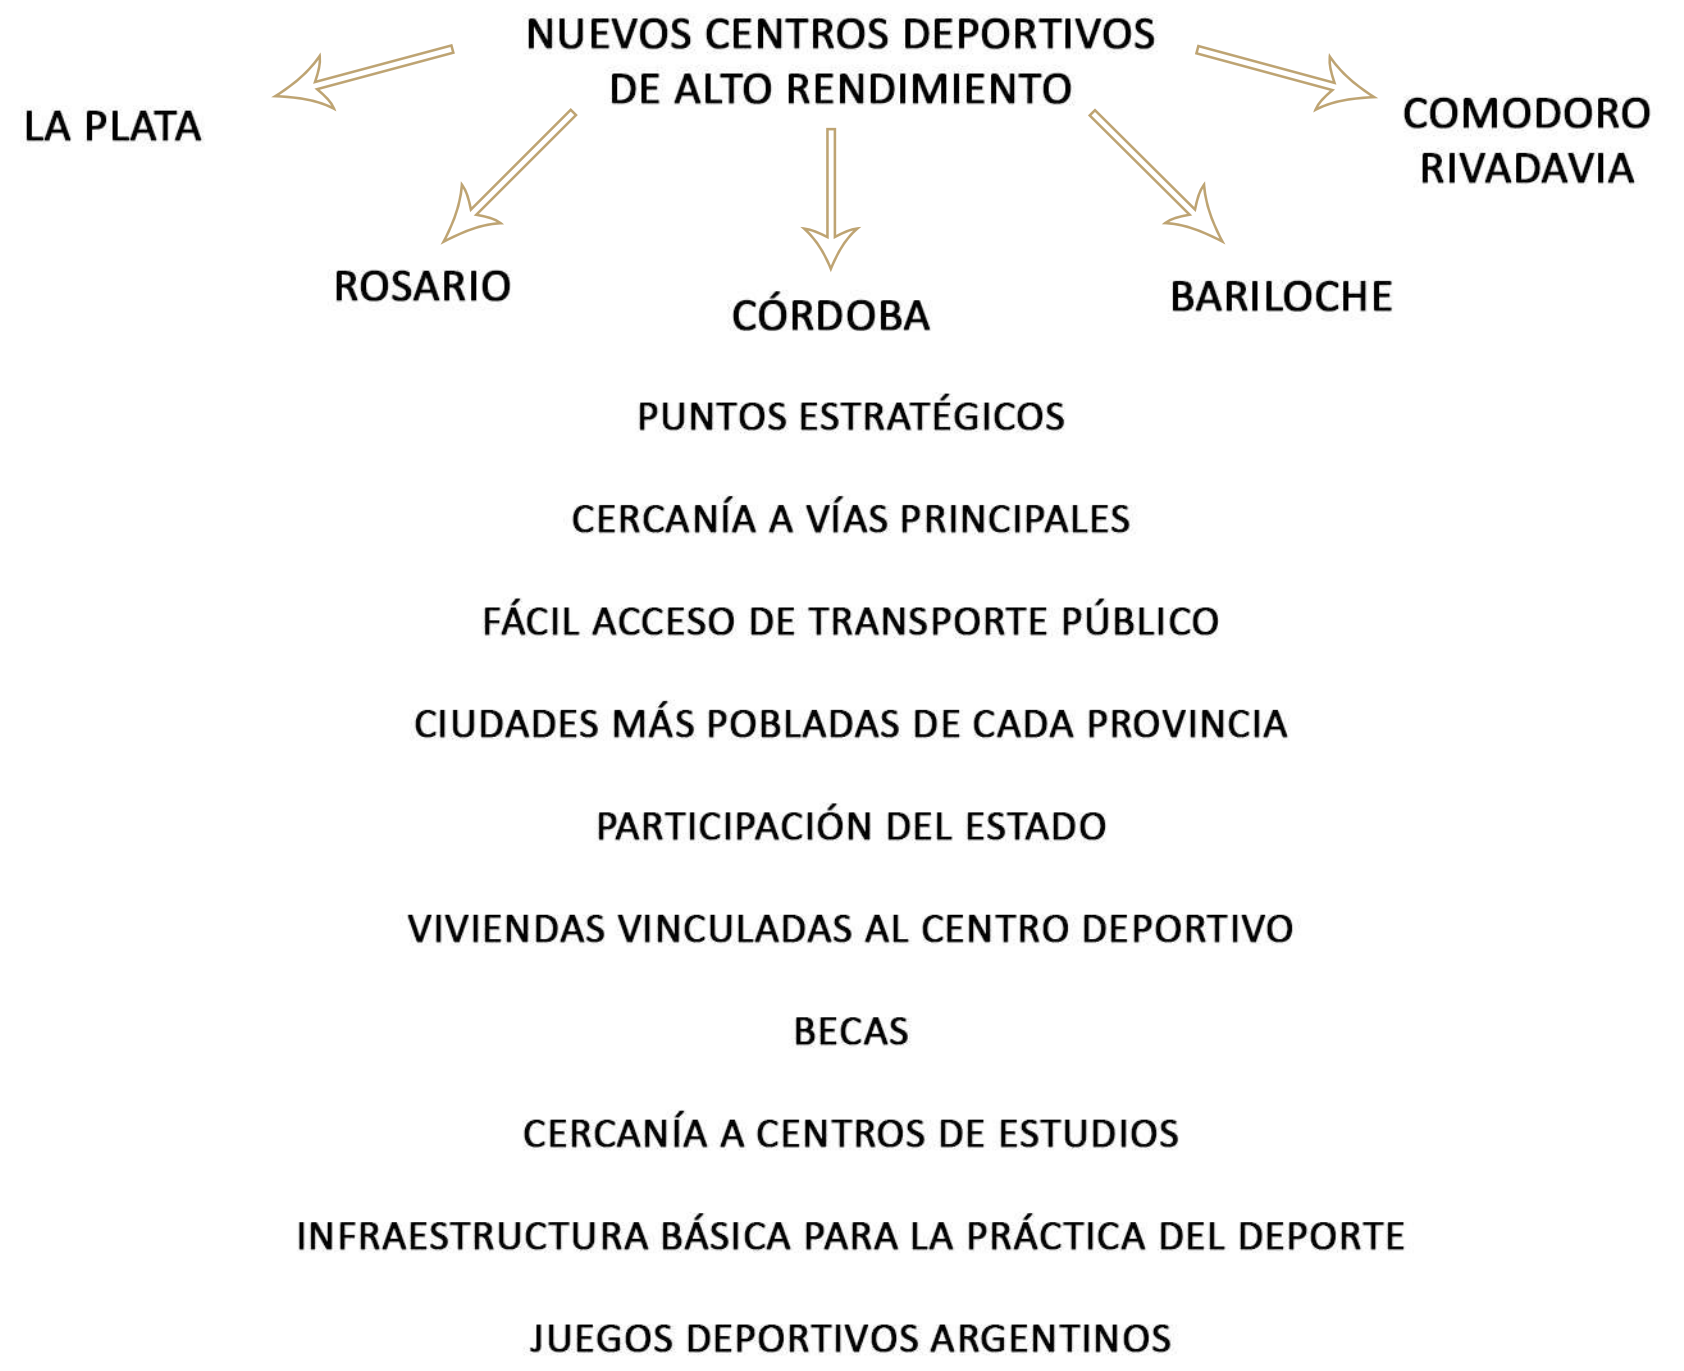 NUEVOS CENTROS DEPORTIVOS
DE ALTO RENDIMIENTO
LA PLATA
COMODORO
RIVADAVIA
ROSARIO
CÓRDOBA
BARILOCHE
PUNTOS ESTRATÉGICOS
CERCANÍA A VÍAS PRINCIPALES
FÁCIL ACCESO DE TRANSPORTE PÚBLICO
CIUDADES MÁS POBLADAS DE CADA PROVINCIA
PARTICIPACIÓN DEL ESTADO
VIVIENDAS VINCULADAS AL CENTRO DEPORTIVO
BECAS
CERCANÍA A CENTROS DE ESTUDIOS
INFRAESTRUCTURA BÁSICA PARA LA PRÁCTICA DEL DEPORTE
JUEGOS DEPORTIVOS ARGENTINOS